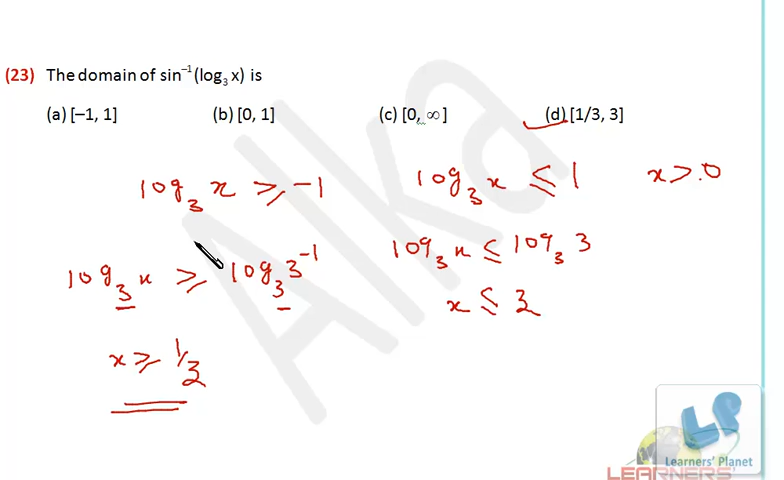 (23) The domain of sin⁻¹ (log₃ x) is
(a) [–1, 1] (b) [0, 1] (c) [0, ∞] (d) [1/3, 3]
log₃ x ≥ –1 log₃ x ≤ 1 x > 0
log₃ x ≥ log₃ 3⁻¹ log₃ x ≤ log₃ 3
x ≤ 3
x ≥ 1/3
Alka
LP
Learners' Planet
LEARNERS'